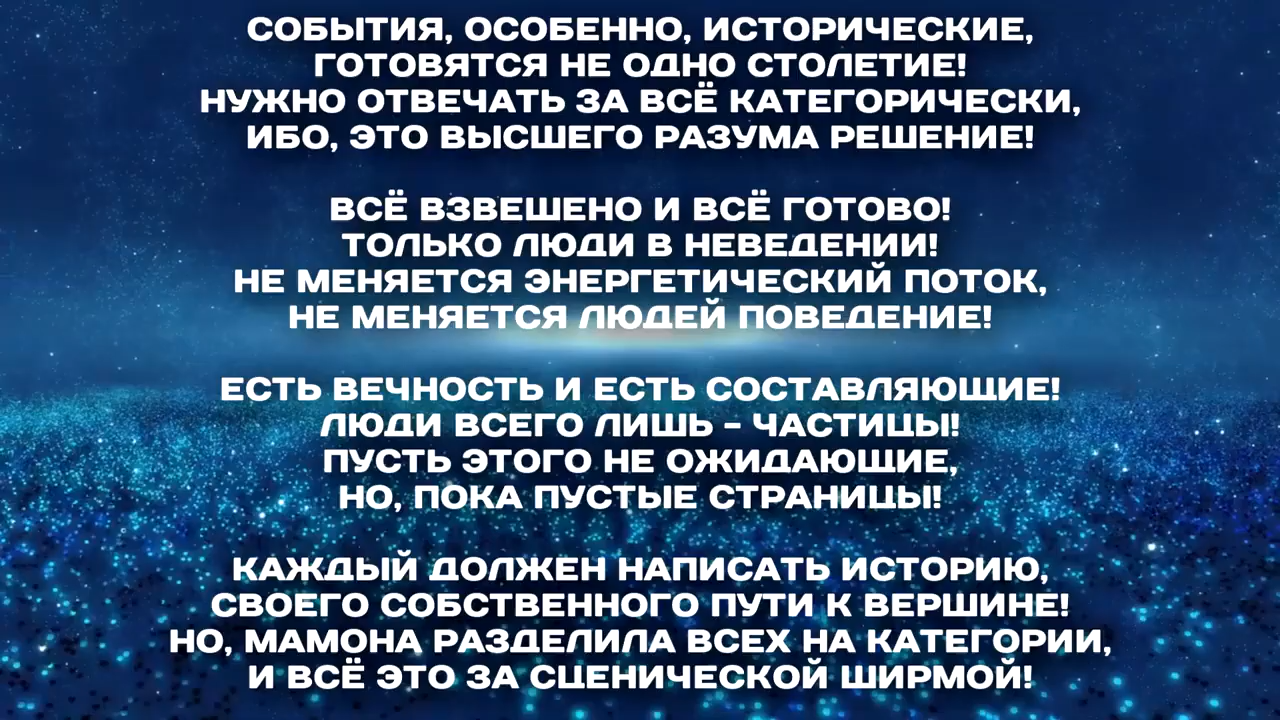 СОБЫТИЯ, ОСОБЕННО, ИСТОРИЧЕСКИЕ,
ГОТОВЯТСЯ НЕ ОДНО СТОЛЕТИЕ!
НУЖНО ОТВЕЧАТЬ ЗА ВСЁ КАТЕГОРИЧЕСКИ,
ИБО, ЭТО ВЫСШЕГО РАЗУМА РЕШЕНИЕ!
ВСЁ ВЗВЕШЕНО И ВСЁ ГОТОВО!
ТОЛЬКО ЛЮДИ В НЕВЕДЕНИИ!
НЕ МЕНЯЕТСЯ ЭНЕРГЕТИЧЕСКИЙ ПОТОК,
НЕ МЕНЯЕТСЯ ЛЮДЕЙ ПОВЕДЕНИЕ!
ЕСТЬ ВЕЧНОСТЬ И ЕСТЬ СОСТАВЛЯЮЩИЕ!
ЛЮДИ ВСЕГО ЛИШЬ - ЧАСТИЦЫ!
ПУСТЬ ЭТОГО НЕ ОЖИДАЮЩИЕ,
НО, ПОКА ПУСТЫЕ СТРАНИЦЫ!
КАЖДЫЙ ДОЛЖЕН НАПИСАТЬ ИСТОРИЮ,
СВОЕГО СОБСТВЕННОГО ПУТИ К ВЕРШИНЕ!
НО, МАМОНА РАЗДЕЛИЛА ВСЕХ НА КАТЕГОРИИ,
И ВСЁ ЭТО ЗА СЦЕНИЧЕСКОЙ ШИРМОЙ!